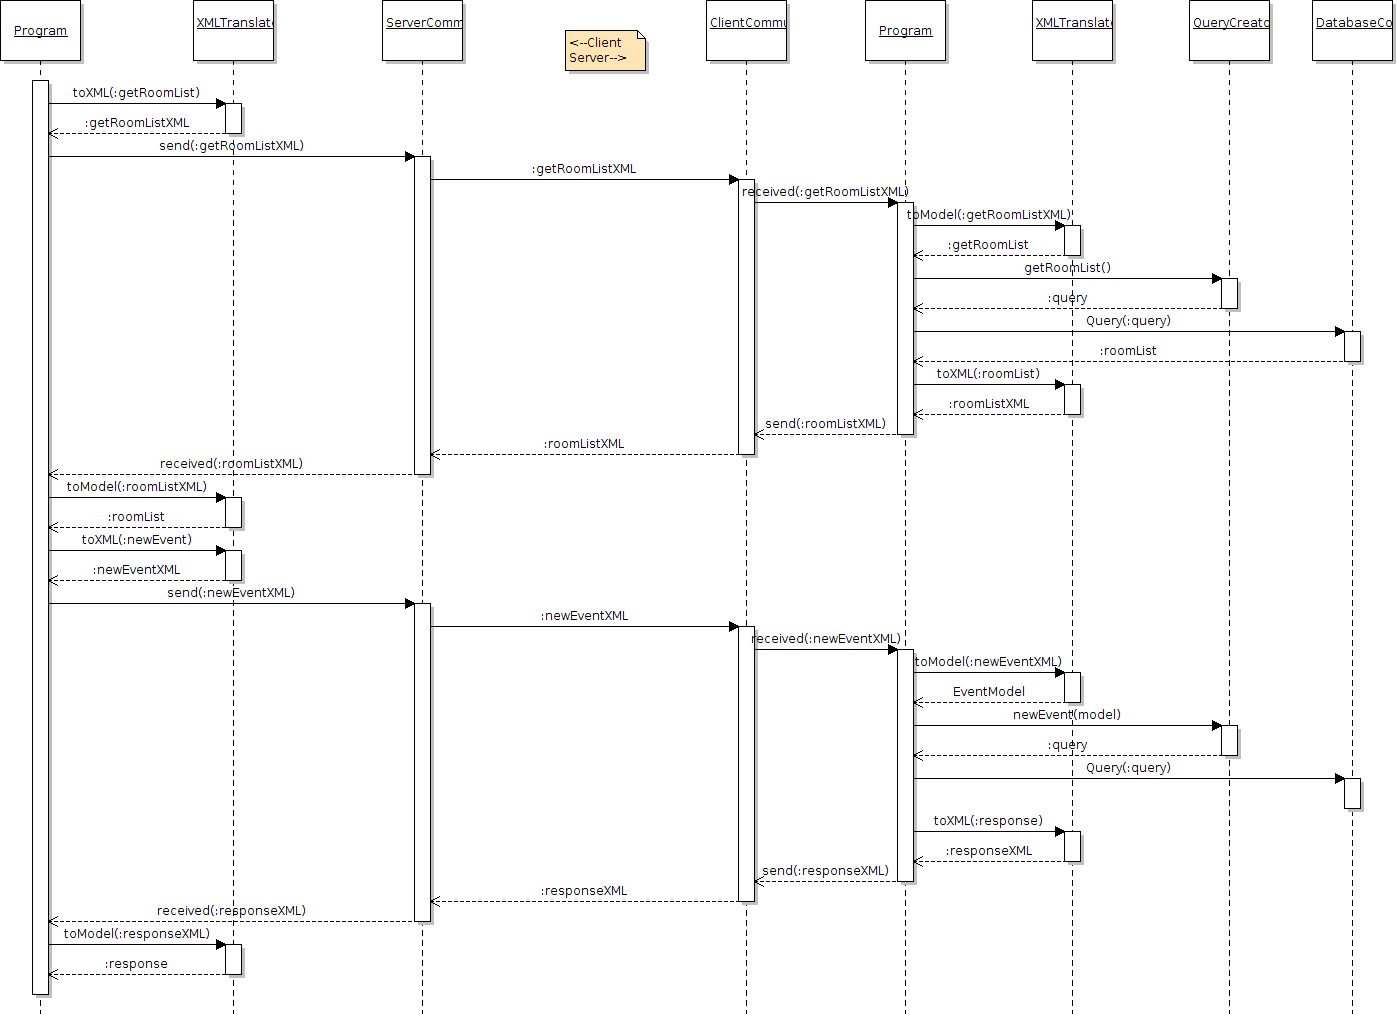 Program
XMLTranslate
ServerComm
<--Client
Server-->
ClientCommu
Program
XMLTranslate
QueryCreato
DatabaseCo
toXML(:getRoomList)
:getRoomListXML
send(:getRoomListXML)
:getRoomListXML
received(:getRoomListXML)
toModel(:getRoomListXML)
:getRoomList
getRoomList()
:query
Query(:query)
:roomList
toXML(:roomList)
:roomListXML
send(:roomListXML)
:roomListXML
received(:roomListXML)
toModel(:roomListXML)
:roomList
toXML(:newEvent)
:newEventXML
send(:newEventXML)
:newEventXML
received(:newEventXML)
toModel(:newEventXML)
EventModel
newEvent(model)
:query
Query(:query)
toXML(:response)
:responseXML
send(:responseXML)
:responseXML
received(:responseXML)
toModel(:responseXML)
:response